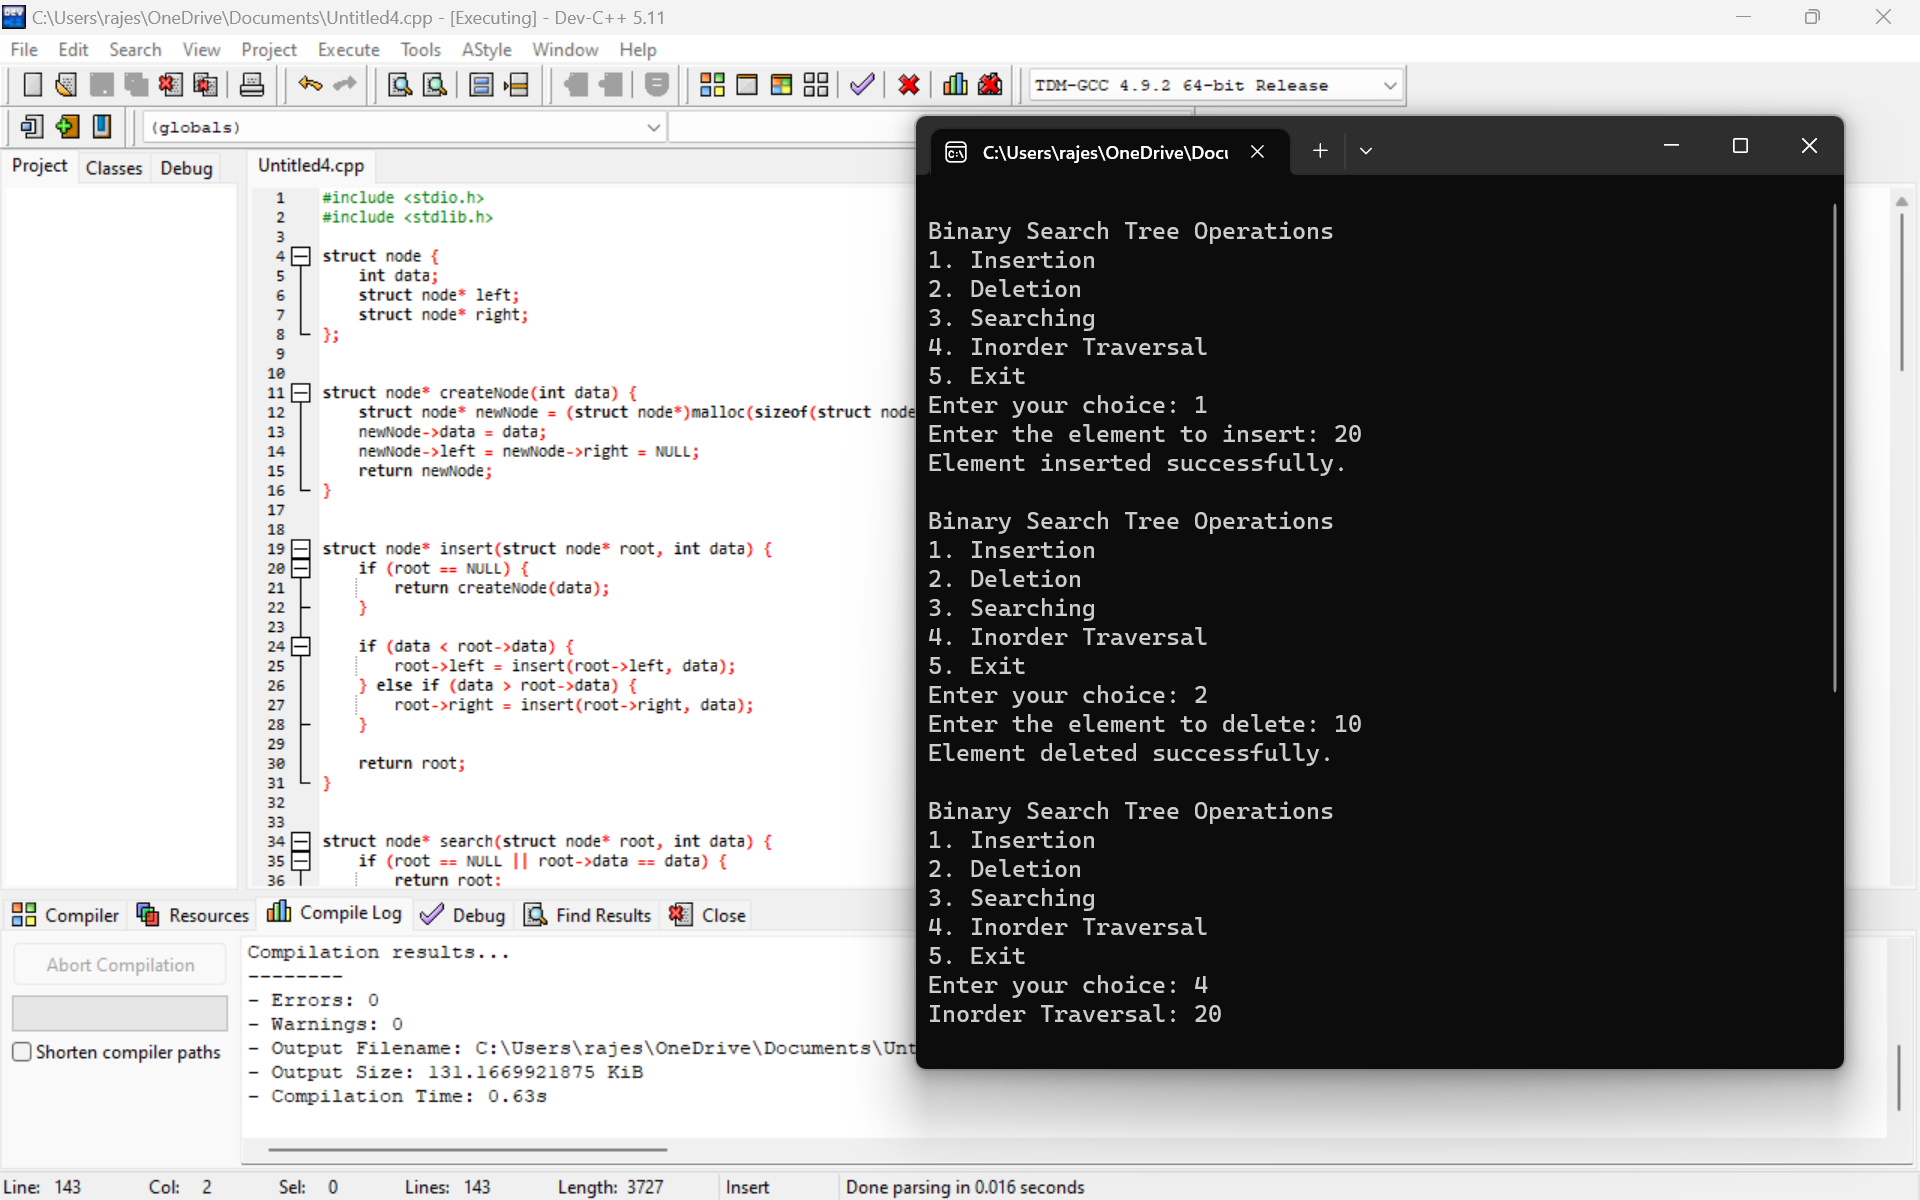 C:\Users\rajes\OneDrive\Documents\Untitled4.cpp - [Executing] - Dev-C++ 5.11
File Edit Search View Project Execute Tools AStyle Window Help
TDM-GCC 4.9.2 64-bit Release
(globals)
Project Classes Debug
Untitled4.cpp
1 #include <stdio.h>
2 #include <stdlib.h>
3
4 struct node {
5 int data;
6 struct node* left;
7 struct node* right;
8 };
9
10
11 struct node* createNode(int data) {
12 struct node* newNode = (struct node*)malloc(sizeof(struct node
13 newNode->data = data;
14 newNode->left = newNode->right = NULL;
15 return newNode;
16 }
17
18
19 struct node* insert(struct node* root, int data) {
20 if (root == NULL) {
21 return createNode(data);
22 }
23
24 if (data < root->data) {
25 root->left = insert(root->left, data);
26 } else if (data > root->data) {
27 root->right = insert(root->right, data);
28 }
29
30 return root;
31 }
32
33
34 struct node* search(struct node* root, int data) {
35 if (root == NULL || root->data == data) {
36 return root;
C:\Users\rajes\OneDrive\Docu
Binary Search Tree Operations
1. Insertion
2. Deletion
3. Searching
4. Inorder Traversal
5. Exit
Enter your choice: 1
Enter the element to insert: 20
Element inserted successfully.
Binary Search Tree Operations
1. Insertion
2. Deletion
3. Searching
4. Inorder Traversal
5. Exit
Enter your choice: 2
Enter the element to delete: 10
Element deleted successfully.
Binary Search Tree Operations
1. Insertion
2. Deletion
3. Searching
4. Inorder Traversal
5. Exit
Enter your choice: 4
Inorder Traversal: 20
Compiler Resources Compile Log Debug Find Results Close
Abort Compilation
Shorten compiler paths
Compilation results...
--------
- Errors: 0
- Warnings: 0
- Output Filename: C:\Users\rajes\OneDrive\Documents\Unt
- Output Size: 131.1669921875 KiB
- Compilation Time: 0.63s
Line: 143 Col: 2 Sel: 0 Lines: 143 Length: 3727 Insert Done parsing in 0.016 seconds